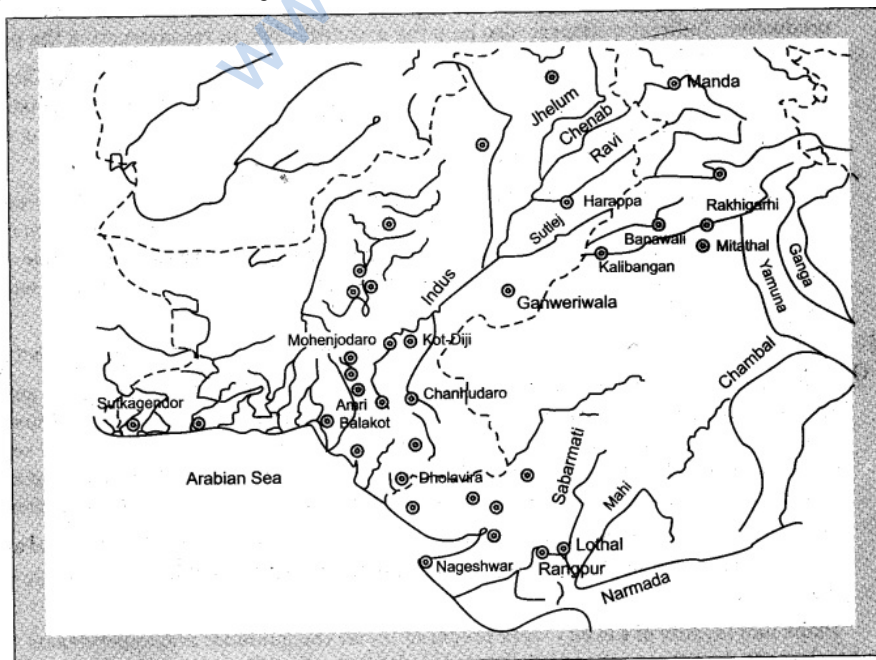 ww
Jhelum
Manda
Chenab
Ravi
Harappa
Sutlej
Rakhigarhi
Banawali
Mitathal
Kalibangan
Yamuna
Ganga
Indus
Ganweriwala
Mohenjodaro
Kot-Diji
Chambal
Sutkagendor
Amri
Chanhudaro
Balakot
Arabian Sea
Dholavira
Sabarmati
Mahi
Lothal
Nageshwar
Rangpur
Narmada